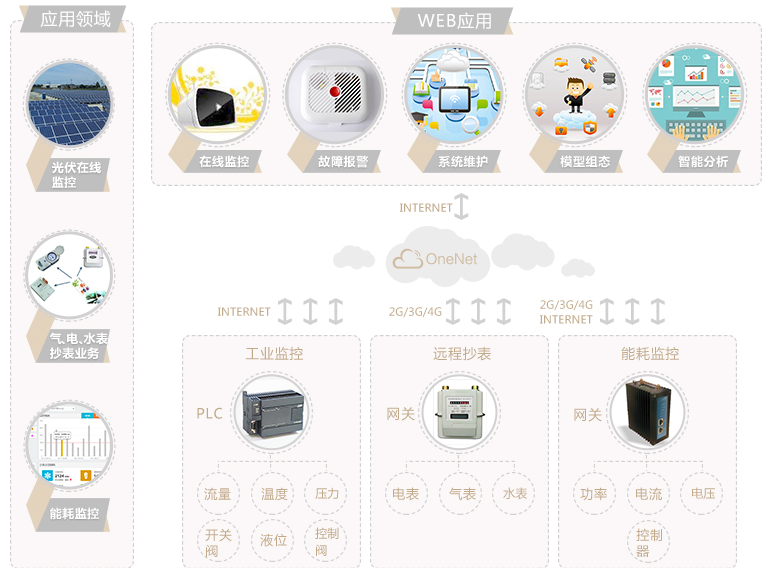 应用领域
光伏在线
监控
气、电、水表
抄表业务
能耗监控
WEB应用
在线监控
故障报警
系统维护
模型组态
智能分析
INTERNET
OneNet
INTERNET
2G/3G/4G
2G/3G/4G
INTERNET
工业监控
PLC
流量
温度
压力
开关
阀
液位
控制
阀
远程抄表
网关
电表
气表
水表
能耗监控
网关
功率
电流
电压
控制
器